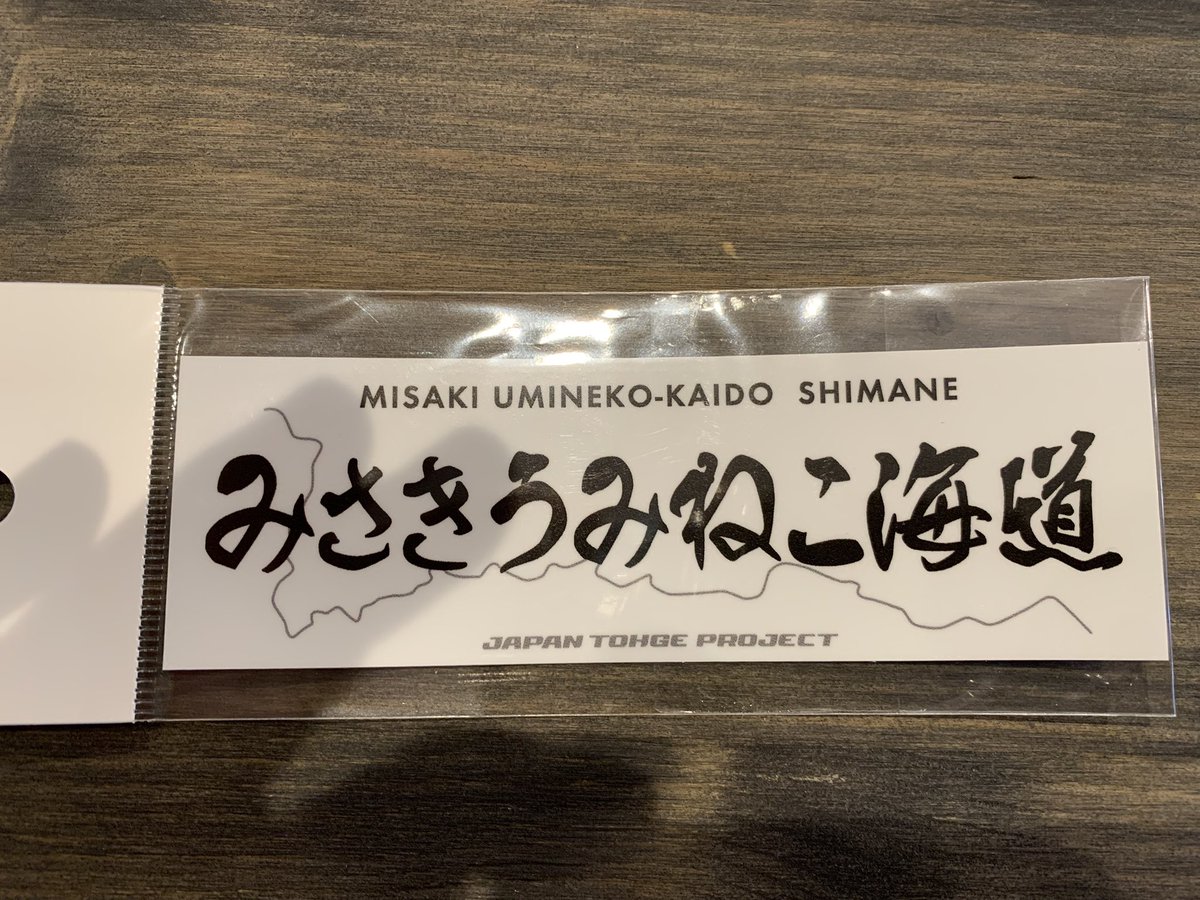 MISAKI UMINEKO-KAIDO SHIMANE
みさきうみねこ海道
JAPAN TOHGE PROJECT